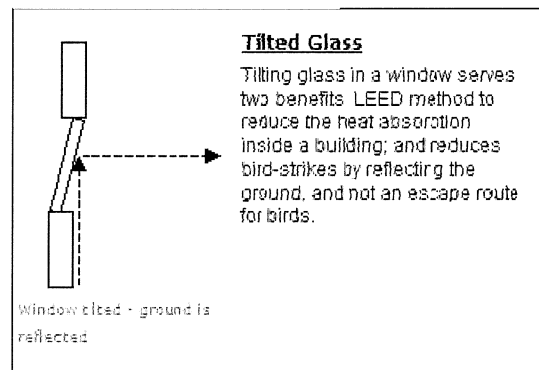 Tilted Glass
Tilting glass in a window serves
two benefits LEED method to
reduce the heat absorption
inside a building; and reduces
bird-strikes by reflecting the
ground, and not an escape route
for birds.
Window tilted - ground is
reflected